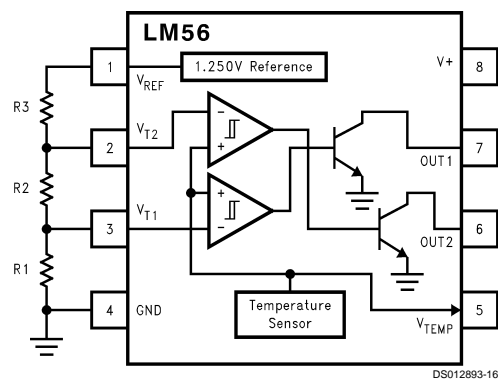 LM56
1
1.250V Reference
V+
8
VREF
R3
VT2
−
2
+
7
OUT1
R2
+
VT1
3
−
6
OUT2
R1
4
GND
Temperature
Sensor
5
VTEMP
DS012893-16